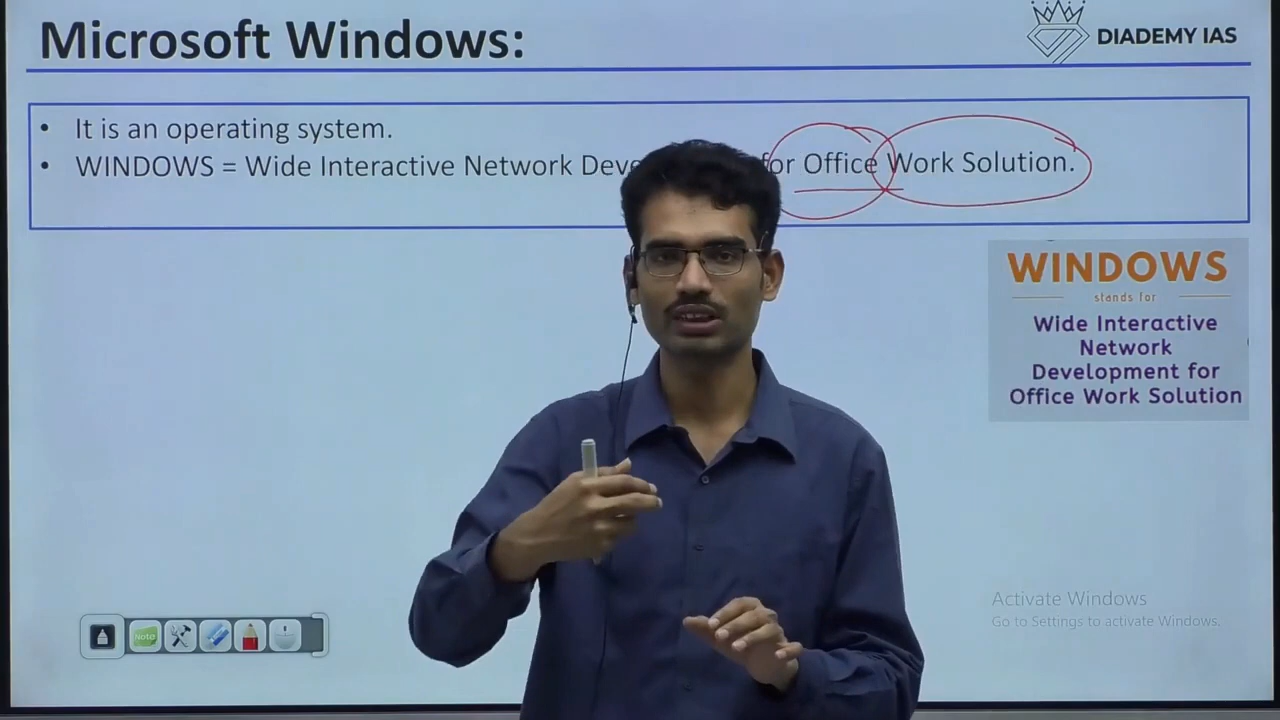 Microsoft Windows:
DIADEMY IAS
• It is an operating system.
• WINDOWS = Wide Interactive Network for Office Work Solution.
WINDOWS
stands for
Wide Interactive
Network
Development for
Office Work Solution
Note
Activate Windows
Go to Settings to activate Windows.